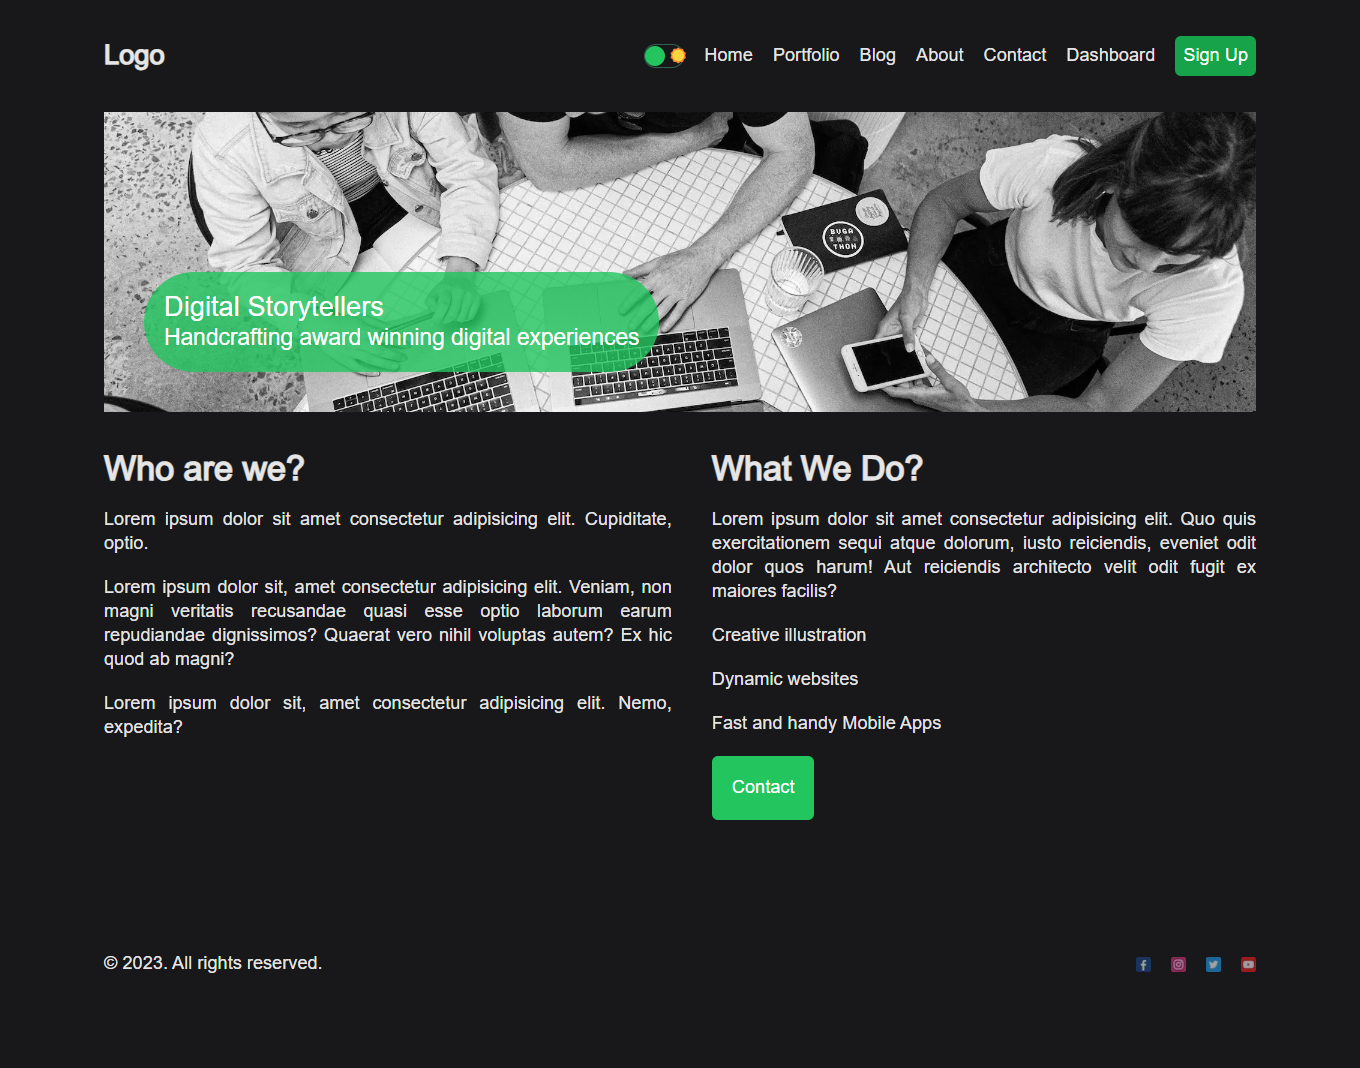 Logo
Home Portfolio Blog About Contact Dashboard Sign Up
BVGA
THON
Digital Storytellers
Handcrafting award winning digital experiences
Who are we?
Lorem ipsum dolor sit amet consectetur adipisicing elit. Cupiditate,
optio.
Lorem ipsum dolor sit, amet consectetur adipisicing elit. Veniam, non
magni veritatis recusandae quasi esse optio laborum earum
repudiandae dignissimos? Quaerat vero nihil voluptas autem? Ex hic
quod ab magni?
Lorem ipsum dolor sit, amet consectetur adipisicing elit. Nemo,
expedita?
What We Do?
Lorem ipsum dolor sit amet consectetur adipisicing elit. Quo quis
exercitationem sequi atque dolorum, iusto reiciendis, eveniet odit
dolor quos harum! Aut reiciendis architecto velit odit fugit ex
maiores facilis?
Creative illustration
Dynamic websites
Fast and handy Mobile Apps
Contact
© 2023. All rights reserved.